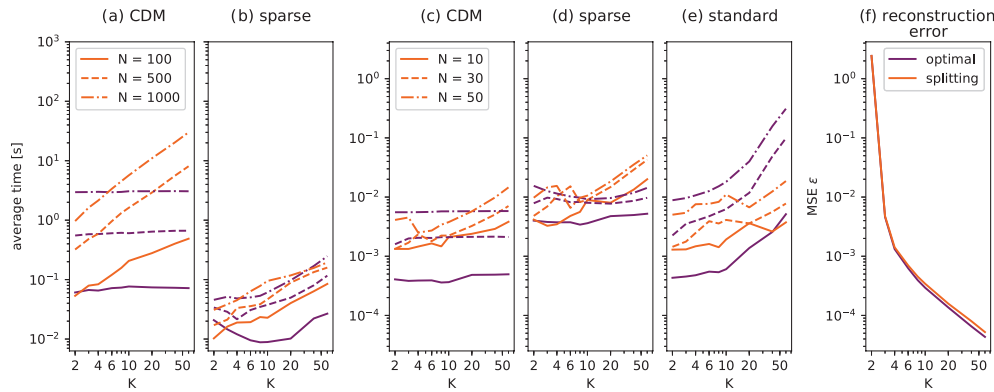 (a) CDM
(b) sparse
(c) CDM
(d) sparse
(e) standard
(f) reconstruction
error
average time [s]
10³
10²
10¹
10⁰
10⁻¹
10⁻²
N = 100
N = 500
N = 1000
2 4 6 10 20 50
K
2 4 6 10 20 50
K
10⁰
10⁻¹
10⁻²
10⁻³
10⁻⁴
N = 10
N = 30
N = 50
2 4 6 10 20 50
K
2 4 6 10 20 50
K
2 4 6 10 20 50
K
MSE ε
10⁰
10⁻¹
10⁻²
10⁻³
10⁻⁴
optimal
splitting
2 4 6 10 20 50
K